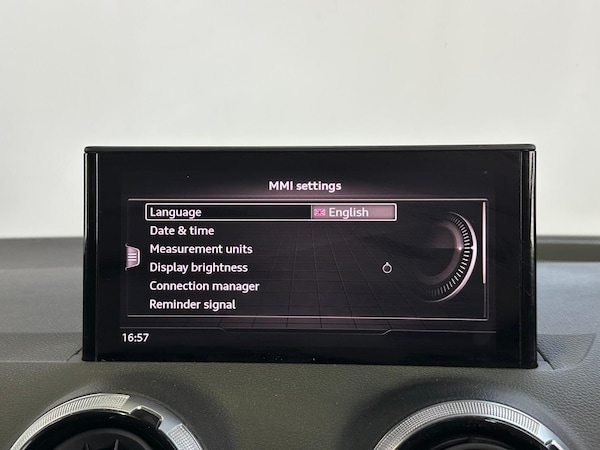 MMI settings
Language English
Date & time
Measurement units
Display brightness
Connection manager
Reminder signal
16:57